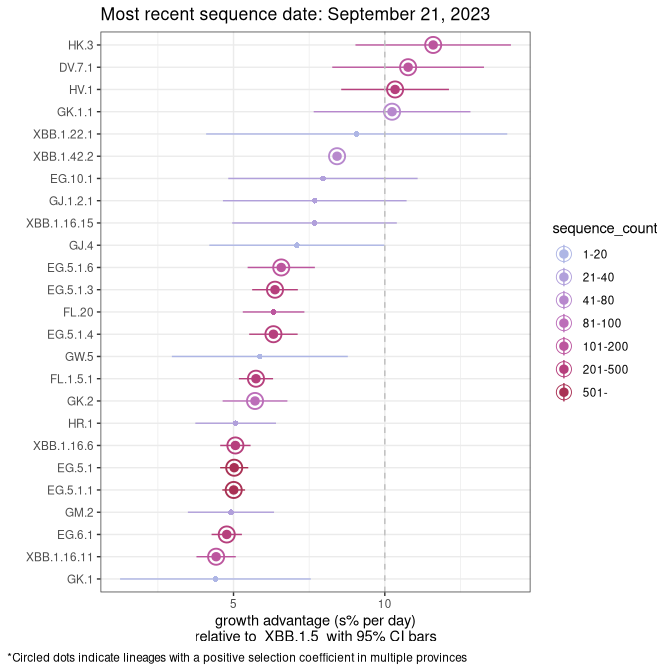 Most recent sequence date: September 21, 2023
HK.3
DV.7.1
HV.1
GK.1.1
XBB.1.22.1
XBB.1.42.2
EG.10.1
GJ.1.2.1
XBB.1.16.15
GJ.4
EG.5.1.6
EG.5.1.3
FL.20
EG.5.1.4
GW.5
FL.1.5.1
GK.2
HR.1
XBB.1.16.6
EG.5.1
EG.5.1.1
GM.2
EG.6.1
XBB.1.16.11
GK.1
5 10
growth advantage (s% per day)
relative to XBB.1.5 with 95% CI bars
sequence_count
1-20
21-40
41-80
81-100
101-200
201-500
501-
*Circled dots indicate lineages with a positive selection coefficient in multiple provinces